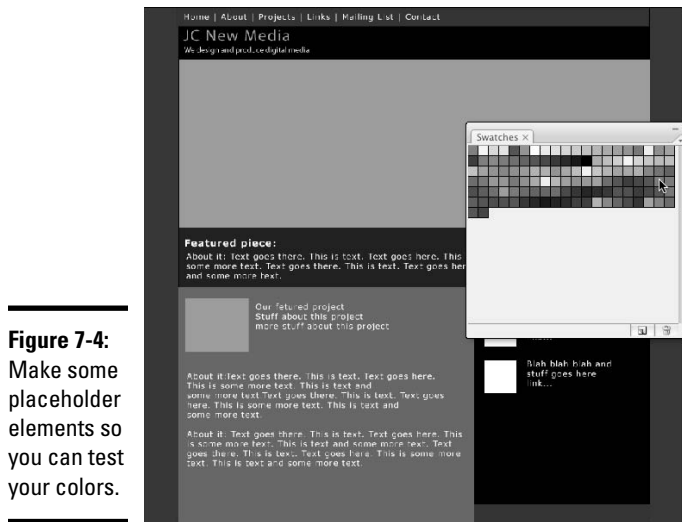 Home | About | Projects | Links | Mailing List | Contact
JC New Media
We design and produce digital media
Swatches ×
Featured piece:
About it: Text goes there. This is text. Text goes here. This
some more text. Text goes there. This is text. Text goes her
and some more text.
Our fetured project
Stuff about this project
more stuff about this project
Blah blah blah and
stuff goes here
link...
About it:Text goes there. This is text. Text goes here.
This is some more text. This is text and
some more text Text goes there. This is text. Text goes
here. This is some more text. This is text and
some more text.
About it: Text goes there. This is text. Text goes here. This
is some more text. This is text and some more text. Text
goes there. This is text. Text goes here. This is some more
text. This is text and some more text.
Figure 7-4:
Make some
placeholder
elements so
you can test
your colors.